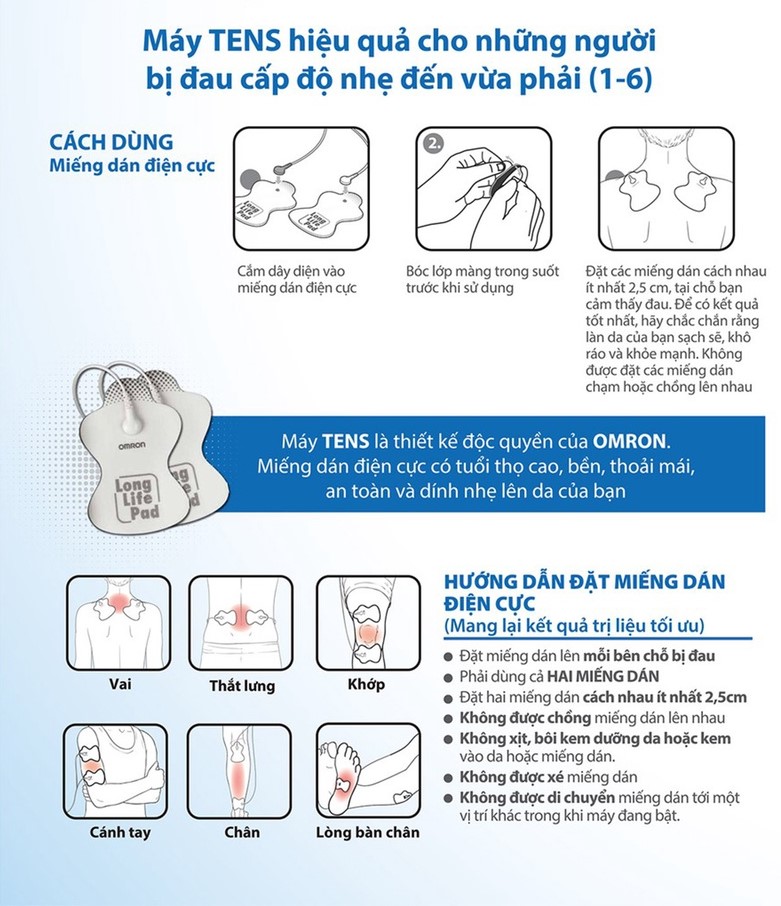 Máy TENS hiệu quả cho những người
bị đau cấp độ nhẹ đến vừa phải (1-6)
CÁCH DÙNG
Miếng dán điện cực
Long
Life
Pad
Long
Life
Pad
2.
Cắm dây diện vào
miếng dán điện cực
Bóc lớp màng trong suốt
trước khi sử dụng
Đặt các miếng dán cách nhau
ít nhất 2,5 cm, tại chỗ bạn
cảm thấy đau. Để có kết quả
tốt nhất, hãy chắc chắn rằng
làn da của bạn sạch sẽ, khô
ráo và khỏe mạnh. Không
được đặt các miếng dán
chạm hoặc chồng lên nhau
OMRON
Long
Life
Pad
Máy TENS là thiết kế độc quyền của OMRON.
Miếng dán điện cực có tuổi thọ cao, bền, thoải mái,
an toàn và dính nhẹ lên da của bạn
Vai
Thắt lưng
Khớp
Cánh tay
Chân
Lòng bàn chân
HƯỚNG DẪN ĐẶT MIẾNG DÁN
ĐIỆN CỰC
(Mang lại kết quả trị liệu tối ưu)
Đặt miếng dán lên mỗi bên chỗ bị đau
Phải dùng cả HAI MIẾNG DÁN
Đặt hai miếng dán cách nhau ít nhất 2,5cm
Không được chồng miếng dán lên nhau
Không xịt, bôi kem dưỡng da hoặc kem
vào da hoặc miếng dán.
Không được xé miếng dán
Không được di chuyển miếng dán tới một
vị trí khác trong khi máy đang bật.